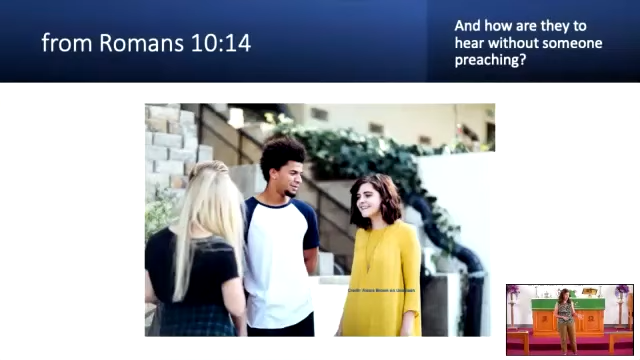 from Romans 10:14
And how are they to
hear without someone
preaching?